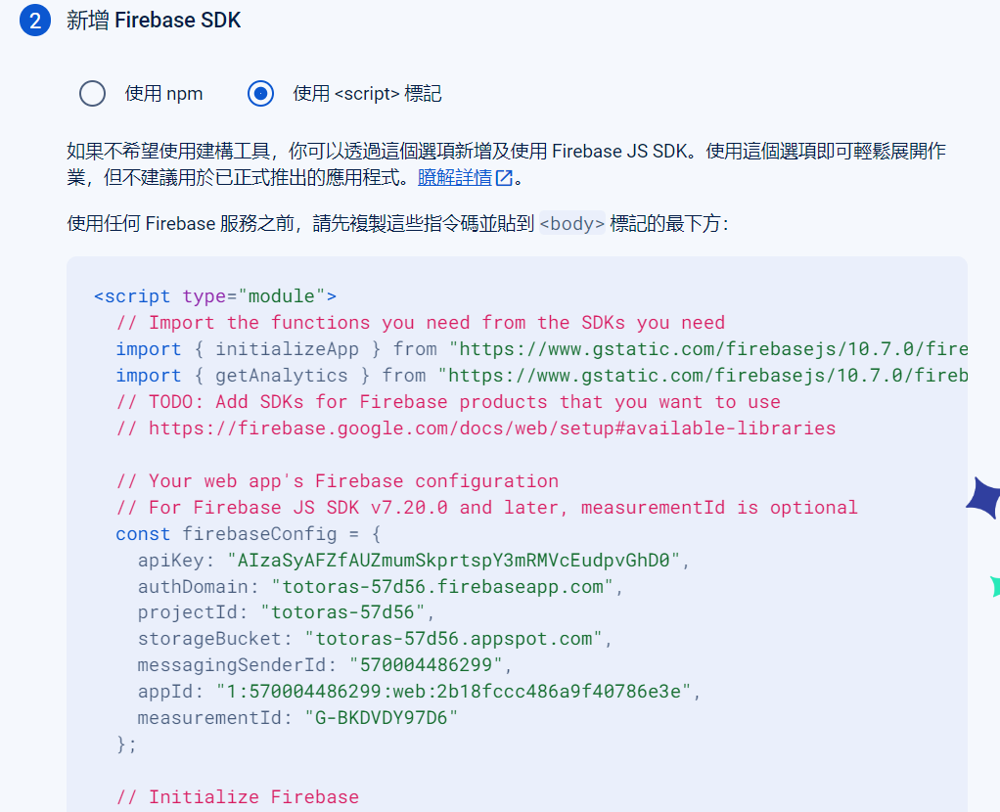 2 新增 Firebase SDK
使用 npm 使用 <script> 標記
如果不希望使用建構工具，你可以透過這個選項新增及使用 Firebase JS SDK。使用這個選項即可輕鬆展開作
業，但不建議用於已正式推出的應用程式。瞭解詳情。
使用任何 Firebase 服務之前，請先複製這些指令碼並貼到 <body> 標記的最下方：
<script type="module">
// Import the functions you need from the SDKs you need
import { initializeApp } from "https://www.gstatic.com/firebasejs/10.7.0/fire
import { getAnalytics } from "https://www.gstatic.com/firebasejs/10.7.0/fireb
// TODO: Add SDKs for Firebase products that you want to use
// https://firebase.google.com/docs/web/setup#available-libraries
// Your web app's Firebase configuration
// For Firebase JS SDK v7.20.0 and later, measurementId is optional
const firebaseConfig = {
apiKey: "AIzaSyAFZfAUZmumSkprtspY3mRMVcEudpvGhD0",
authDomain: "totoras-57d56.firebaseapp.com",
projectId: "totoras-57d56",
storageBucket: "totoras-57d56.appspot.com",
messagingSenderId: "570004486299",
appId: "1:570004486299:web:2b18fccc486a9f40786e3e",
measurementId: "G-BKDVDY97D6"
};
// Initialize Firebase